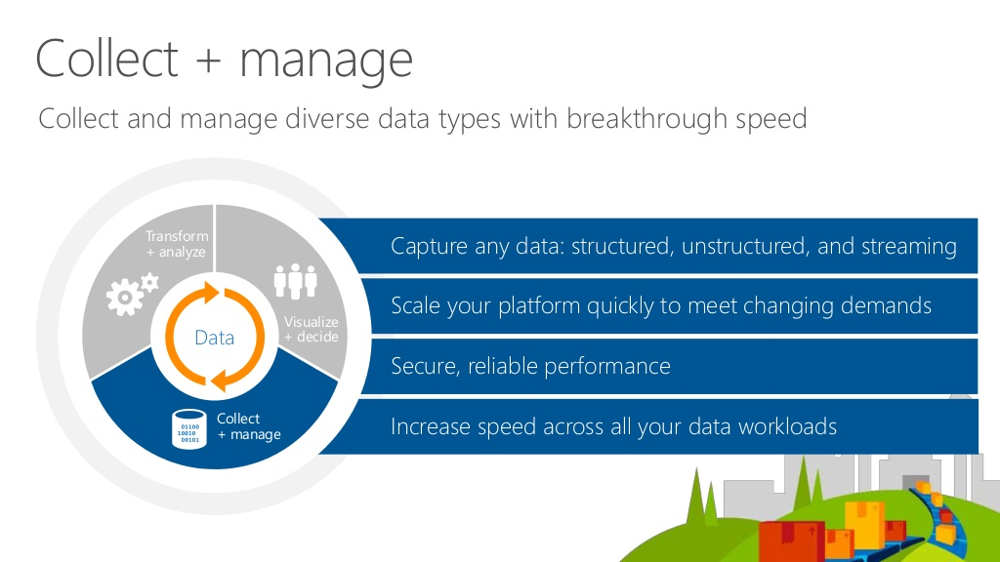 Collect + manage
Collect and manage diverse data types with breakthrough speed
Transform
+ analyze
Visualize
+ decide
Data
Collect
+ manage
01100
10010
00101
Capture any data: structured, unstructured, and streaming
Scale your platform quickly to meet changing demands
Secure, reliable performance
Increase speed across all your data workloads